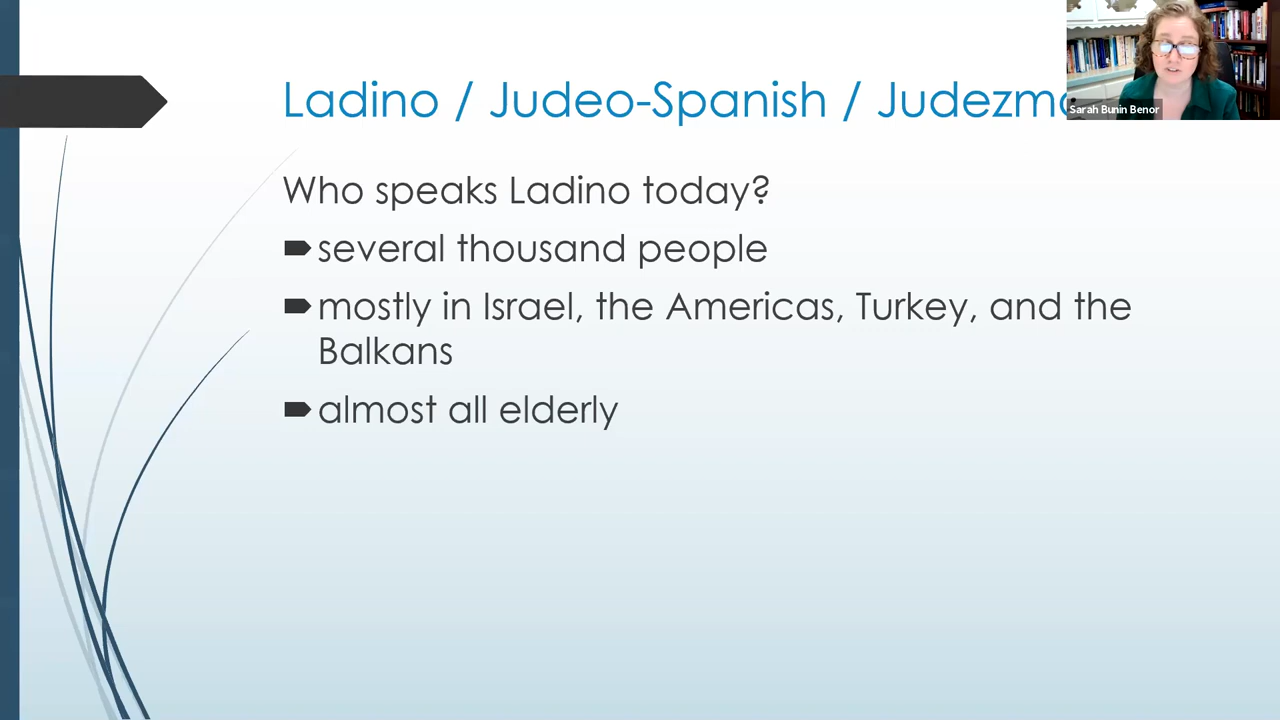 Ladino / Judeo-Spanish / Judezm
Sarah Bunin Benor
Who speaks Ladino today?
several thousand people
mostly in Israel, the Americas, Turkey, and the
Balkans
almost all elderly